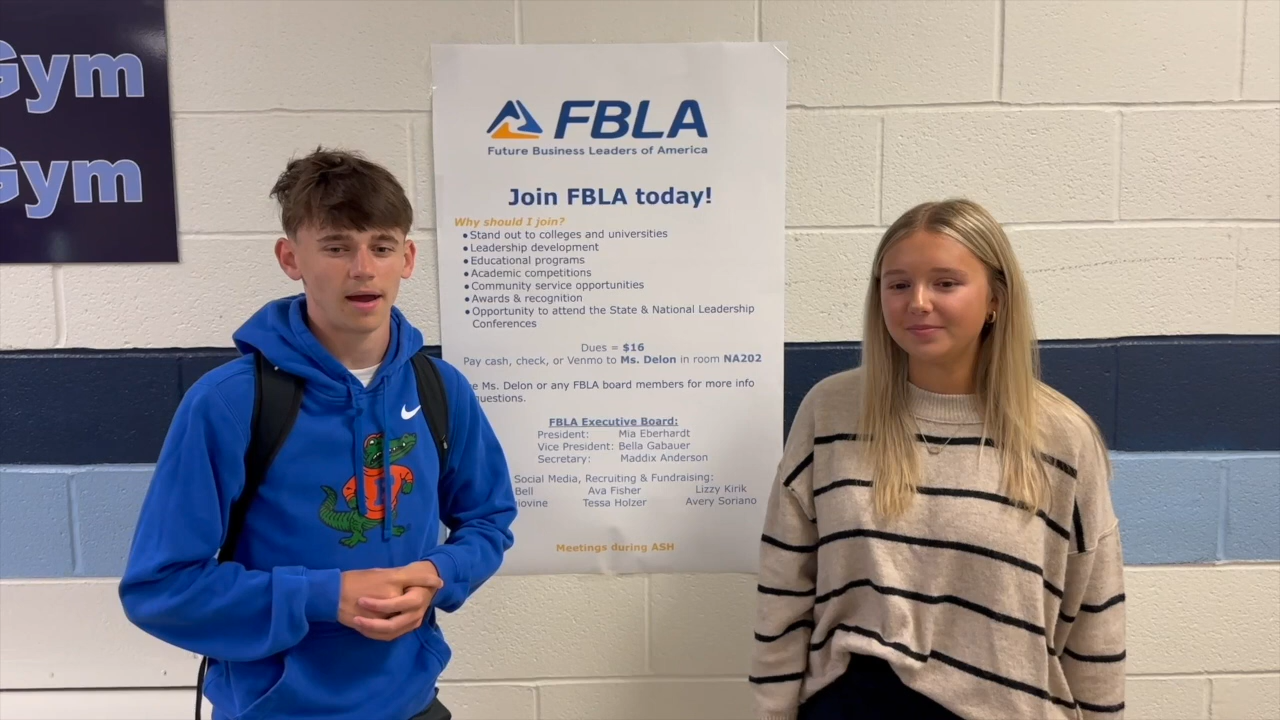 Gym
Gym
FBLA
Future Business Leaders of America
Join FBLA today!
Why should I join?
• Stand out to colleges and universities
• Leadership development
• Educational programs
• Academic competitions
• Community service opportunities
• Awards & recognition
• Opportunity to attend the State & National Leadership
Conferences
Dues = $16
Pay cash, check, or Venmo to Ms. Delon in room NA202
e Ms. Delon or any FBLA board members for more info
questions.
FBLA Executive Board:
President: Mia Eberhardt
Vice President: Bella Gabauer
Secretary: Maddix Anderson
Social Media, Recruiting & Fundraising:
Bell Ava Fisher Lizzy Kirik
iovine Tessa Holzer Avery Soriano
Meetings during ASH